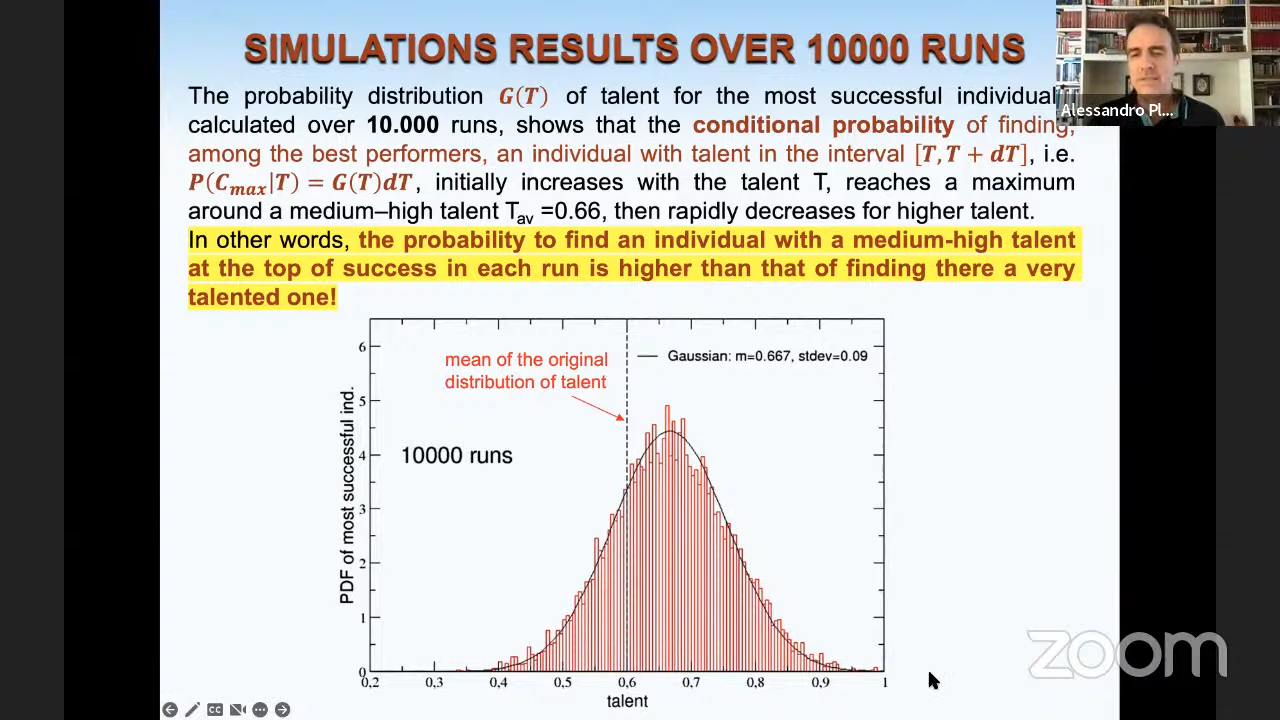 SIMULATIONS RESULTS OVER 10000 RUNS
The probability distribution G(T) of talent for the most successful individual
calculated over 10.000 runs, shows that the conditional probability of finding,
among the best performers, an individual with talent in the interval [T, T + dT], i.e.
P(Cmax|T) = G(T)dT, initially increases with the talent T, reaches a maximum
around a medium–high talent Tav =0.66, then rapidly decreases for higher talent.
In other words, the probability to find an individual with a medium-high talent
at the top of success in each run is higher than that of finding there a very
talented one!
Alessandro Pl...
mean of the original
distribution of talent
Gaussian: m=0.667, stdev=0.09
10000 runs
PDF of most successful ind.
6
5
4
3
2
1
0
0,2 0,3 0,4 0,5 0,6 0,7 0,8 0,9 1
talent
zoom
CC